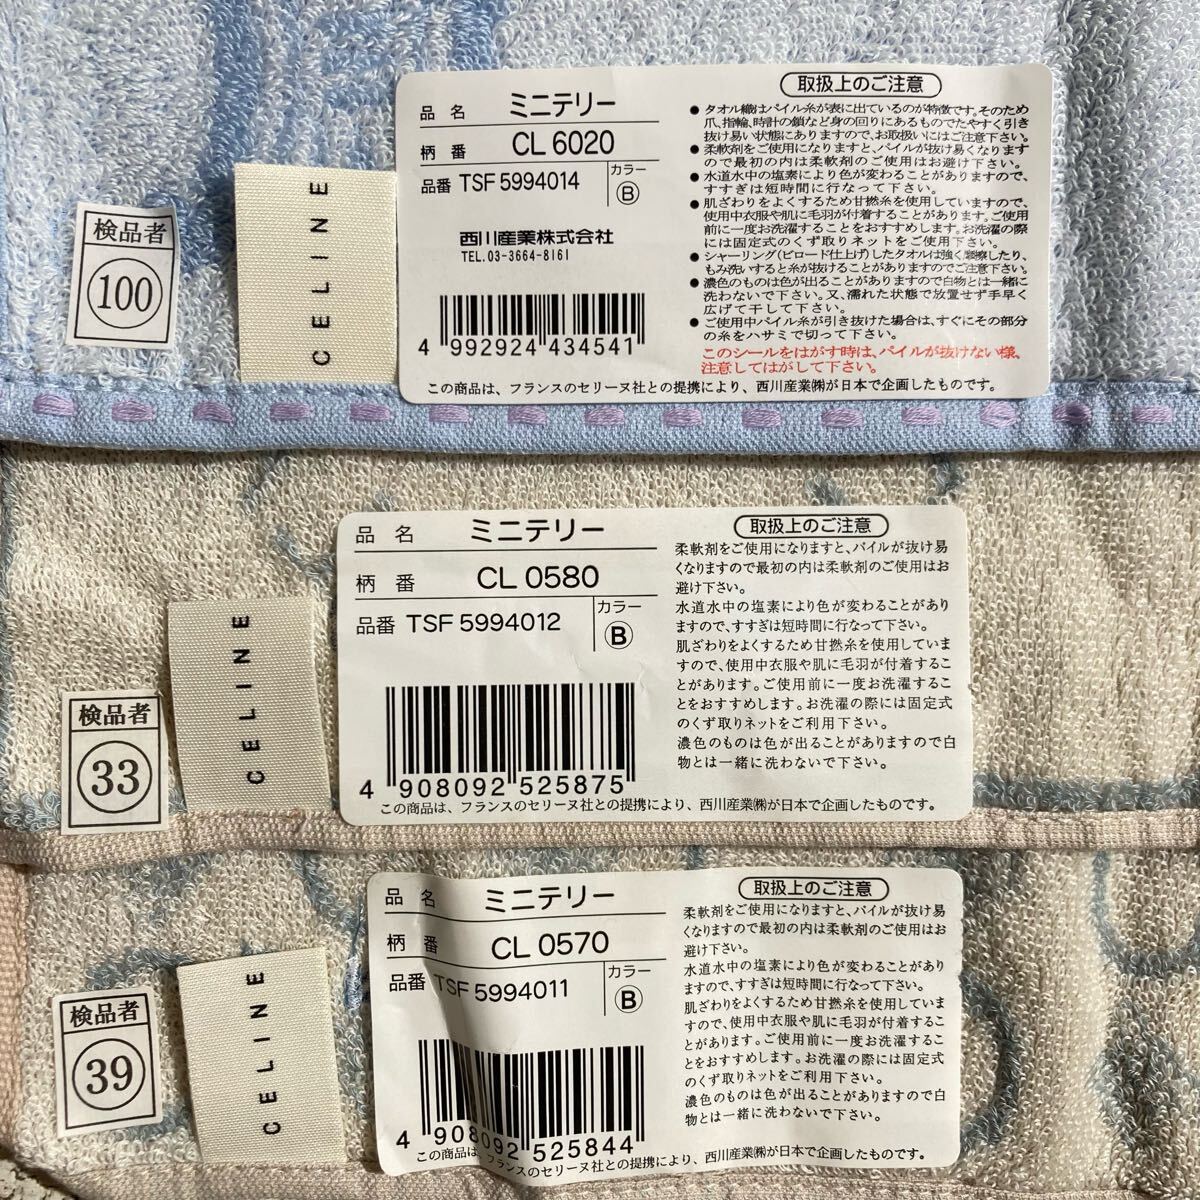 検品者
100
CELINE
品名 ミニテリー
柄番 CL 6020
品番 TSF 5994014 カラー B
西川産業株式会社
TEL.03-3664-8161
4 992924 434541
取扱上のご注意
● タオル織はパイル糸が表に出ているのが特徴です。そのため
爪、指輪、時計の鎖など身の回りにあるものでたやすく引き
抜け易い状態にありますので、お取扱いにはご注意下さい。
● 柔軟剤をご使用になりますと、パイルが抜け易くなります
ので最初の内は柔軟剤のご使用はお避け下さい。
● 水道水中の塩素により色が変わることがありますので、
すすぎは短時間に行なって下さい。
● 肌ざわりをよくするため甘撚糸を使用していますので、
使用中衣服や肌に毛羽が付着することがあります。ご使用
前に一度お洗濯することをおすすめします。お洗濯の際
には固定式のくず取りネットをご使用下さい。
● シャーリング(ビロード仕上げ)したタオルは強く摩擦したり、
もみ洗いすると糸が抜けることがありますのでご注意下さい。
● 濃色のものは色が出ることがありますので白物と一緒に
洗わないで下さい。又、濡れた状態で放置せず手早く
広げて干して下さい。
● ご使用中パイル糸が引き抜けた場合は、すぐにその部分
の糸をハサミで切って下さい。
このシールをはがす時は、パイルが抜けない様、
注意してはがして下さい。
この商品は、フランスのセリーヌ社との提携により、西川産業㈱が日本で企画したものです。
検品者
33
CELINE
品名 ミニテリー
柄番 CL 0580
品番 TSF 5994012 カラー B
4 908092 525875
取扱上のご注意
柔軟剤をご使用になりますと、パイルが抜け易
くなりますので最初の内は柔軟剤のご使用はお
避け下さい。
水道水中の塩素により色が変わることがあり
ますので、すすぎは短時間に行なって下さい。
肌ざわりをよくするため甘撚糸を使用していま
すので、使用中衣服や肌に毛羽が付着するこ
とがあります。ご使用前に一度お洗濯するこ
とをおすすめします。お洗濯の際には固定式
のくず取りネットをご利用下さい。
濃色のものは色が出ることがありますので白
物とは一緒に洗わないで下さい。
この商品は、フランスのセリーヌ社との提携により、西川産業㈱が日本で企画したものです。
検品者
39
CELINE
品名 ミニテリー
柄番 CL 0570
品番 TSF 5994011 カラー B
4 908092 525844
取扱上のご注意
柔軟剤をご使用になりますと、パイルが抜け易
くなりますので最初の内は柔軟剤のご使用はお
避け下さい。
水道水中の塩素により色が変わることがあり
ますので、すすぎは短時間に行なって下さい。
肌ざわりをよくするため甘撚糸を使用していま
すので、使用中衣服や肌に毛羽が付着するこ
とがあります。ご使用前に一度お洗濯するこ
とをおすすめします。お洗濯の際には固定式
のくず取りネットをご利用下さい。
濃色のものは色が出ることがありますので白
物とは一緒に洗わないで下さい。
この商品は、フランスのセリーヌ社との提携により、西川産業㈱が日本で企画したものです。